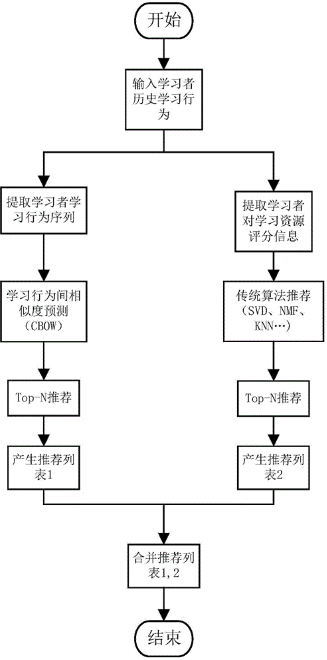 开始
输入学习者
历史学习行
为
提取学习者学
习行为序列
学习行为间相
似度预测
（CBOW）
Top-N推荐
产生推荐列
表1
提取学习者
对学习资源
评分信息
传统算法推荐
（SVD、NMF、
KNN…）
Top-N推荐
产生推荐列
表2
合并推荐列
表1,2
结束